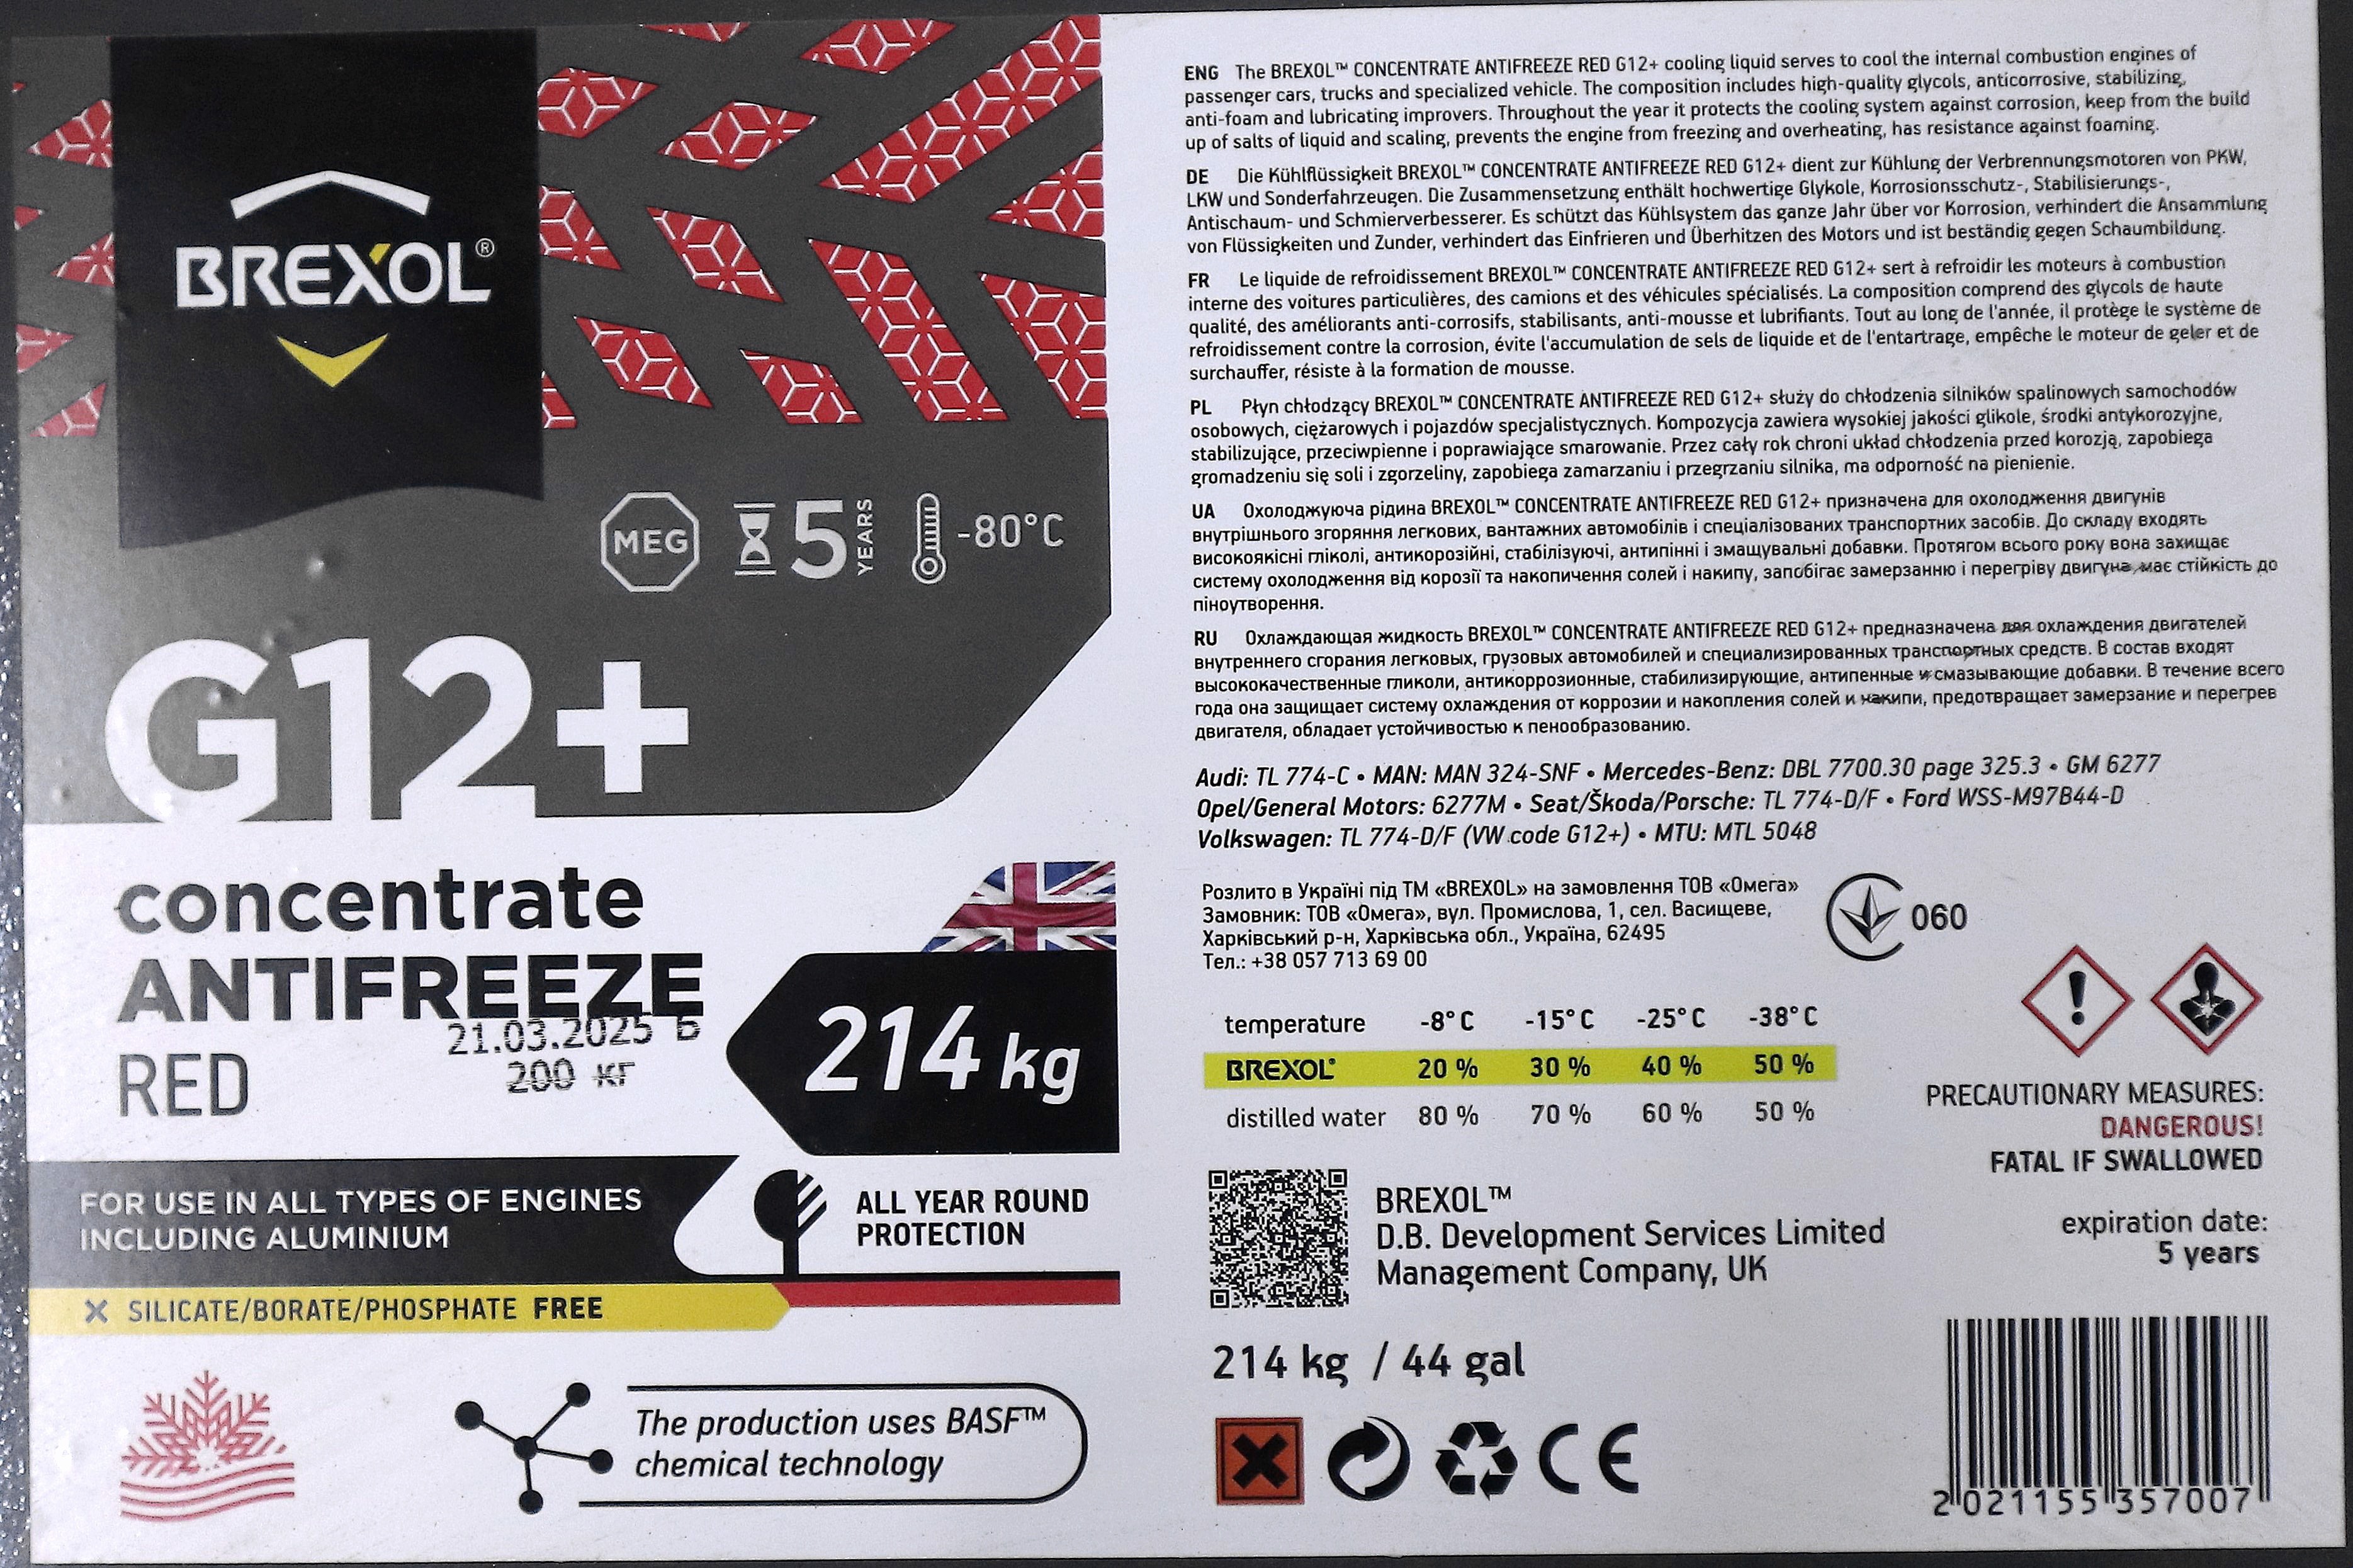 BREXOL®
MEG
5 YEARS
-80°C
G12+
concentrate
ANTIFREEZE
RED
21.03.2025 Б
200 кг
214 kg
FOR USE IN ALL TYPES OF ENGINES
INCLUDING ALUMINIUM
ALL YEAR ROUND
PROTECTION
SILICATE/BORATE/PHOSPHATE FREE
The production uses BASF™
chemical technology
ENG The BREXOL™ CONCENTRATE ANTIFREEZE RED G12+ cooling liquid serves to cool the internal combustion engines of
passenger cars, trucks and specialized vehicle. The composition includes high-quality glycols, anticorrosive, stabilizing,
anti-foam and lubricating improvers. Throughout the year it protects the cooling system against corrosion, keep from the build
up of salts of liquid and scaling, prevents the engine from freezing and overheating, has resistance against foaming.
DE Die Kühlflüssigkeit BREXOL™ CONCENTRATE ANTIFREEZE RED G12+ dient zur Kühlung der Verbrennungsmotoren von PKW,
LKW und Sonderfahrzeugen. Die Zusammensetzung enthält hochwertige Glykole, Korrosionsschutz-, Stabilisierungs-,
Antischaum- und Schmierverbesserer. Es schützt das Kühlsystem das ganze Jahr über vor Korrosion, verhindert die Ansammlung
von Flüssigkeiten und Zunder, verhindert das Einfrieren und Überhitzen des Motors und ist beständig gegen Schaumbildung.
FR Le liquide de refroidissement BREXOL™ CONCENTRATE ANTIFREEZE RED G12+ sert à refroidir les moteurs à combustion
interne des voitures particulières, des camions et des véhicules spécialisés. La composition comprend des glycols de haute
qualité, des améliorants anti-corrosifs, stabilisants, anti-mousse et lubrifiants. Tout au long de l'année, il protège le système de
refroidissement contre la corrosion, évite l'accumulation de sels de liquide et de l'entartrage, empêche le moteur de geler et de
surchauffer, résiste à la formation de mousse.
PL Płyn chłodzący BREXOL™ CONCENTRATE ANTIFREEZE RED G12+ służy do chłodzenia silników spalinowych samochodów
osobowych, ciężarowych i pojazdów specjalistycznych. Kompozycja zawiera wysokiej jakości glikole, środki antykorozyjne,
stabilizujące, przeciwpienne i poprawiające smarowanie. Przez cały rok chroni układ chłodzenia przed korozją, zapobiega
gromadzeniu się soli i zgorzeliny, zapobiega zamarzaniu i przegrzaniu silnika, ma odporność na pienienie.
UA Охолоджуюча рідина BREXOL™ CONCENTRATE ANTIFREEZE RED G12+ призначена для охолодження двигунів
внутрішнього згоряння легкових, вантажних автомобілів і спеціалізованих транспортних засобів. До складу входять
високоякісні гліколі, антикорозійні, стабілізуючі, антипінні і змащувальні добавки. Протягом всього року вона захищає
систему охолодження від корозії та накопичення солей і накипу, запобігає замерзанню і перегріву двигуна, має стійкість до
піноутворення.
RU Охлаждающая жидкость BREXOL™ CONCENTRATE ANTIFREEZE RED G12+ предназначена для охлаждения двигателей
внутреннего сгорания легковых, грузовых автомобилей и специализированных транспортных средств. В состав входят
высококачественные гликоли, антикоррозионные, стабилизирующие, антипенные и смазывающие добавки. В течение всего
года она защищает систему охлаждения от коррозии и накопления солей и накипи, предотвращает замерзание и перегрев
двигателя, обладает устойчивостью к пенообразованию.
Audi: TL 774-C • MAN: MAN 324-SNF • Mercedes-Benz: DBL 7700.30 page 325.3 • GM 6277
Opel/General Motors: 6277M • Seat/Škoda/Porsche: TL 774-D/F • Ford WSS-M97B44-D
Volkswagen: TL 774-D/F (VW code G12+) • MTU: MTL 5048
Розлито в Україні під ТМ «BREXOL» на замовлення ТОВ «Омега»
Замовник: ТОВ «Омега», вул. Промислова, 1, сел. Васищеве,
Харківський р-н, Харківська обл., Україна, 62495
Тел.: +38 057 713 69 00
060
temperature -8°C -15°C -25°C -38°C
BREXOL® 20 % 30 % 40 % 50 %
distilled water 80 % 70 % 60 % 50 %
PRECAUTIONARY MEASURES:
DANGEROUS!
FATAL IF SWALLOWED
BREXOL™
D.B. Development Services Limited
Management Company, UK
expiration date:
5 years
214 kg / 44 gal
CE
2 021155 357007